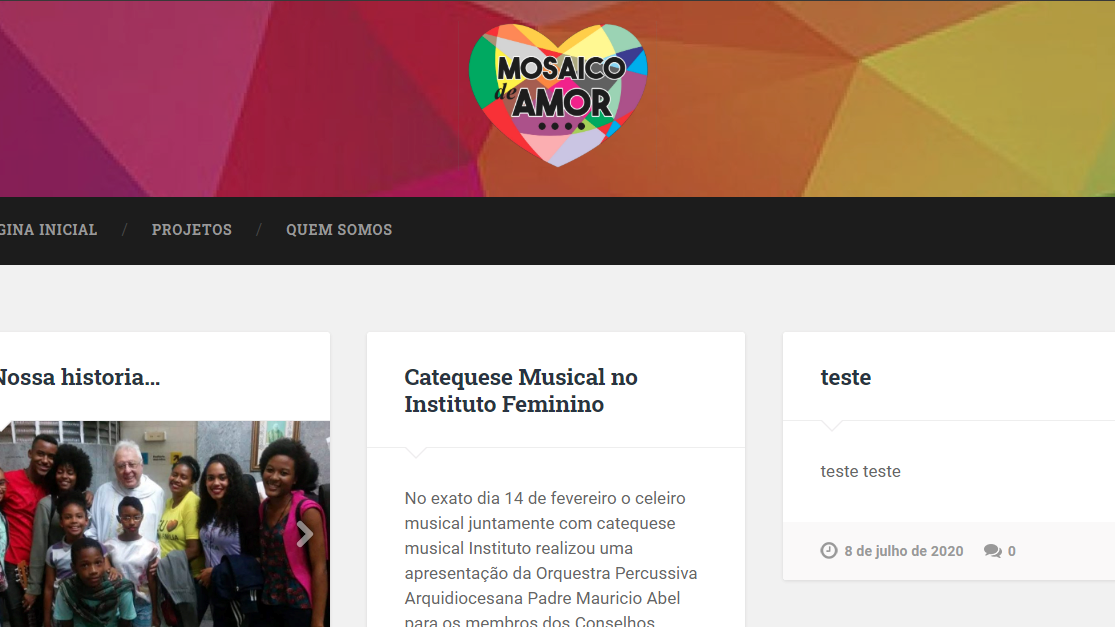 MOSAICO
de
AMOR
GINA INICIAL / PROJETOS / QUEM SOMOS
Nossa historia...
Catequese Musical no
Instituto Feminino
No exato dia 14 de fevereiro o celeiro
musical juntamente com catequese
musical Instituto realizou uma
apresentação da Orquestra Percussiva
Arquidiocesana Padre Mauricio Abel
para os membros dos Conselhos
teste
teste teste
8 de julho de 2020 0